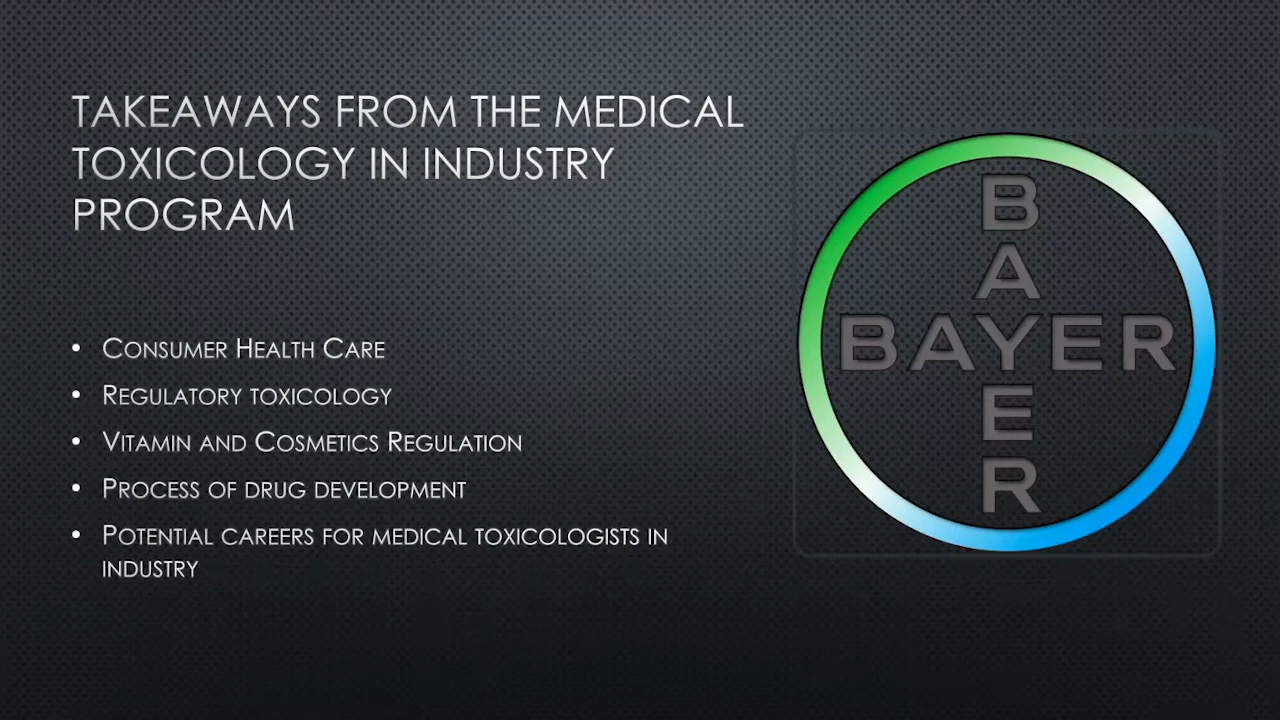 TAKEAWAYS FROM THE MEDICAL
TOXICOLOGY IN INDUSTRY
PROGRAM
• CONSUMER HEALTH CARE
• REGULATORY TOXICOLOGY
• VITAMIN AND COSMETICS REGULATION
• PROCESS OF DRUG DEVELOPMENT
• POTENTIAL CAREERS FOR MEDICAL TOXICOLOGISTS IN
INDUSTRY
BAYER
BAYER